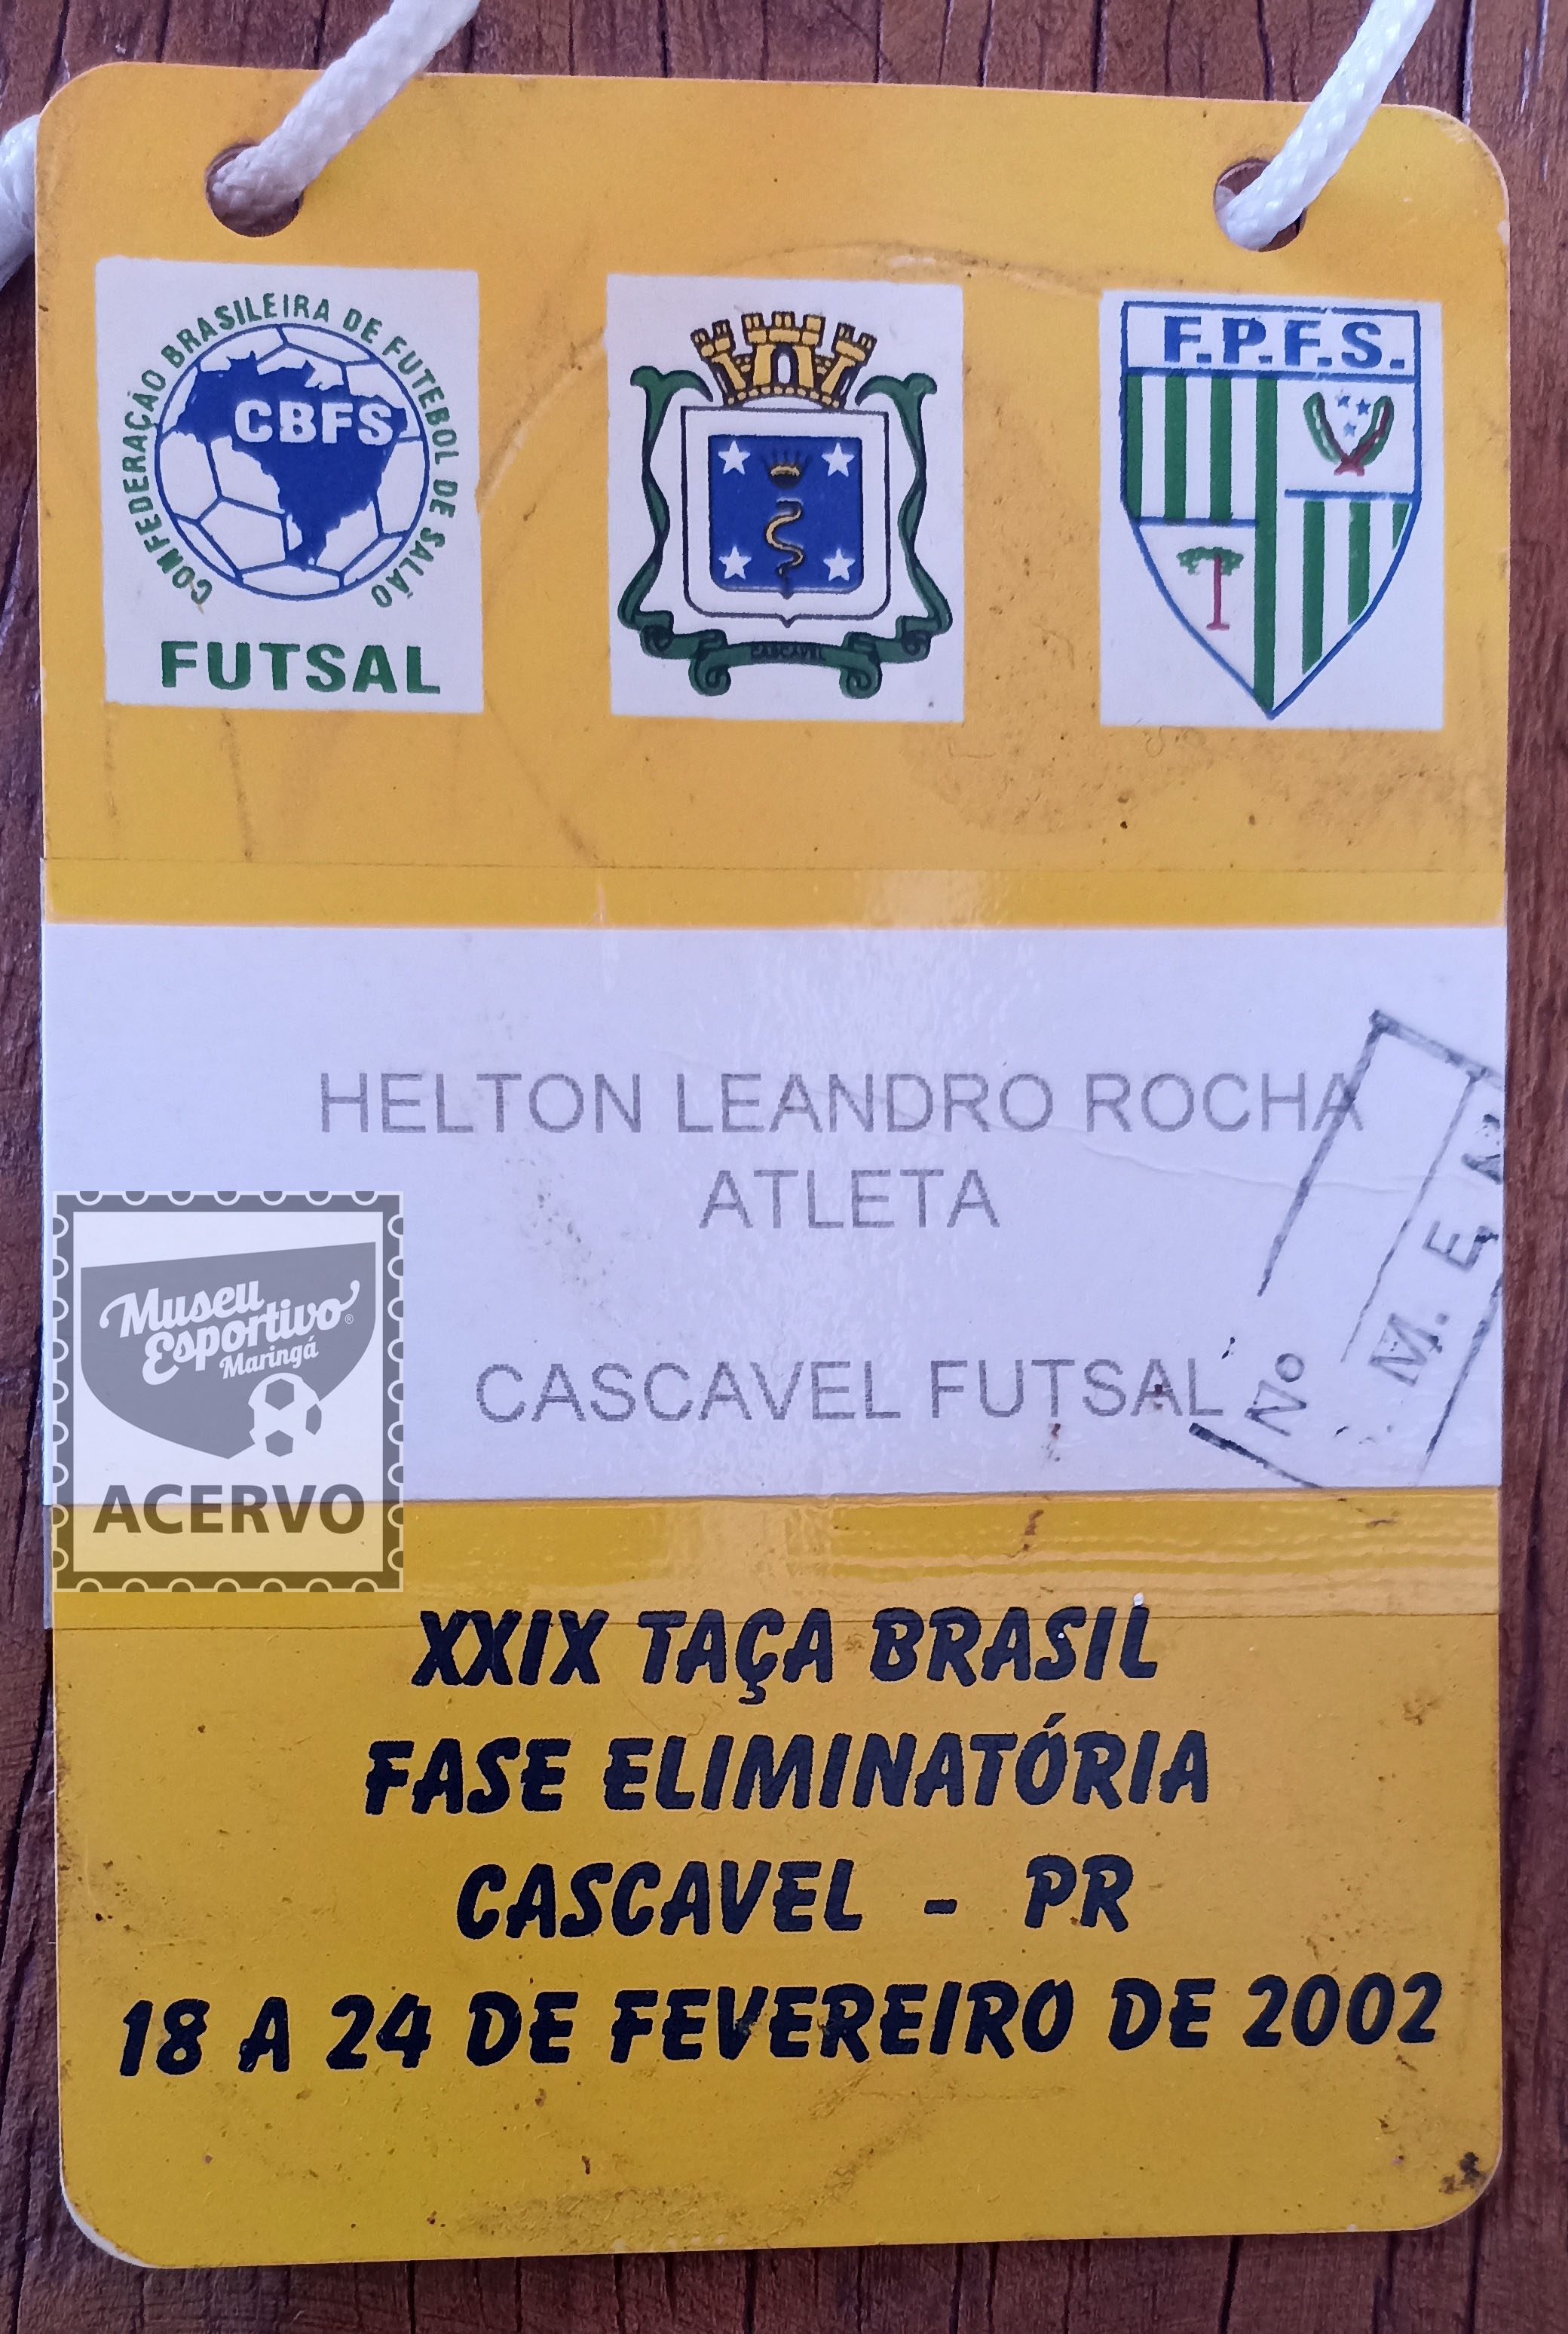 CONFEDERAÇÃO BRASILEIRA DE FUTEBOL DE SALÃO
CBFS
FUTSAL
CASCAVEL
F.P.F.S.
HELTON LEANDRO ROCHA
ATLETA
CASCAVEL FUTSAL
No
M. E.
Museu
Esportivo®
Maringá
ACERVO
XXIX TAÇA BRASIL
FASE ELIMINATÓRIA
CASCAVEL - PR
18 A 24 DE FEVEREIRO DE 2002